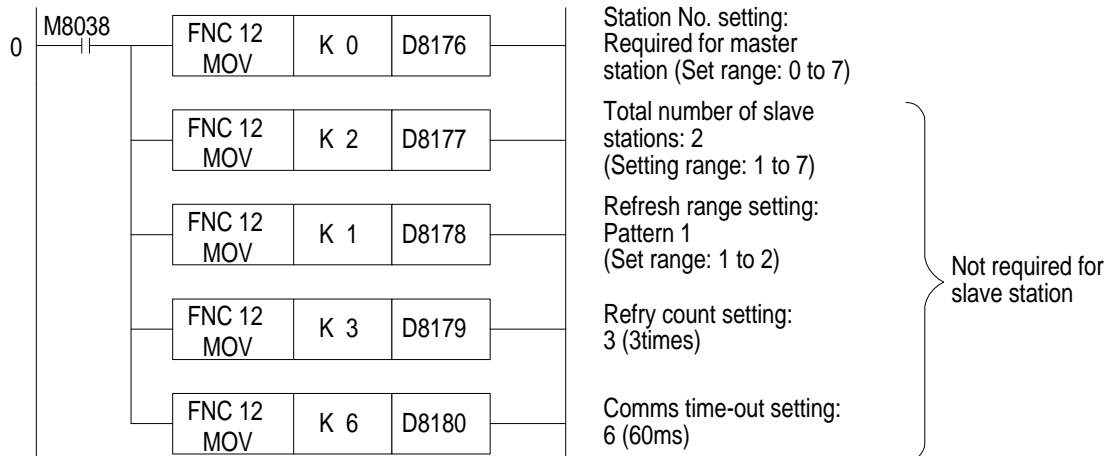 M8038
0
FNC 12
MOV
K 0
D8176
Station No. setting:
Required for master
station (Set range: 0 to 7)
FNC 12
MOV
K 2
D8177
Total number of slave
stations: 2
(Setting range: 1 to 7)
FNC 12
MOV
K 1
D8178
Refresh range setting:
Pattern 1
(Set range: 1 to 2)
Not required for
slave station
FNC 12
MOV
K 3
D8179
Refry count setting:
3 (3times)
FNC 12
MOV
K 6
D8180
Comms time-out setting:
6 (60ms)